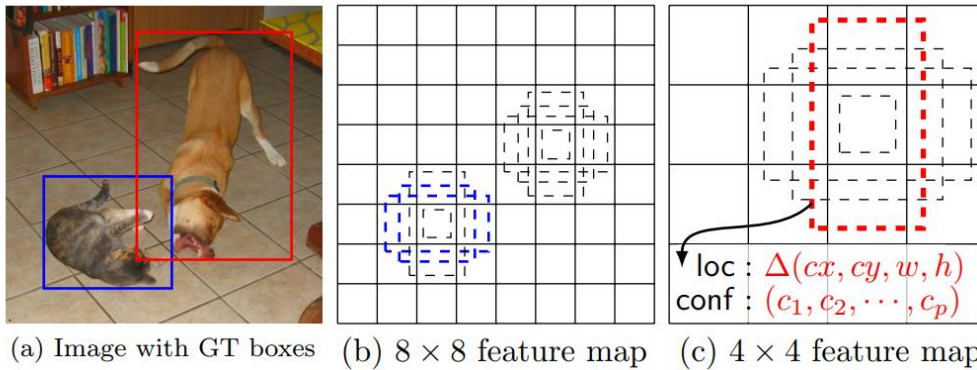 loc : Δ(cx, cy, w, h)
conf : (c₁, c₂, ⋯, cₚ)
(a) Image with GT boxes (b) 8 × 8 feature map (c) 4 × 4 feature map